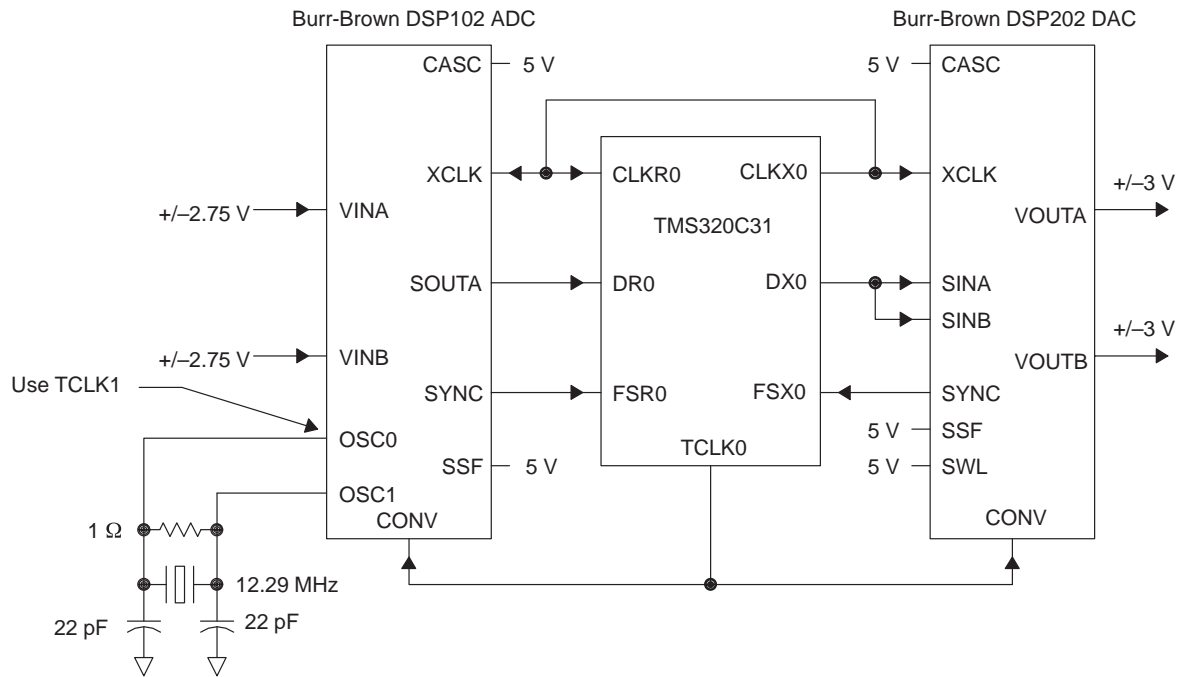 Burr-Brown DSP102 ADC
Burr-Brown DSP202 DAC
CASC
5 V
5 V
CASC
XCLK
CLKR0
CLKX0
XCLK
+/–2.75 V
VINA
TMS320C31
VOUTA
+/–3 V
SOUTA
DR0
DX0
SINA
SINB
+/–2.75 V
VINB
VOUTB
+/–3 V
Use TCLK1
SYNC
FSR0
FSX0
SYNC
OSC0
TCLK0
5 V
SSF
SSF
5 V
5 V
SWL
OSC1
CONV
CONV
1 Ω
12.29 MHz
22 pF
22 pF